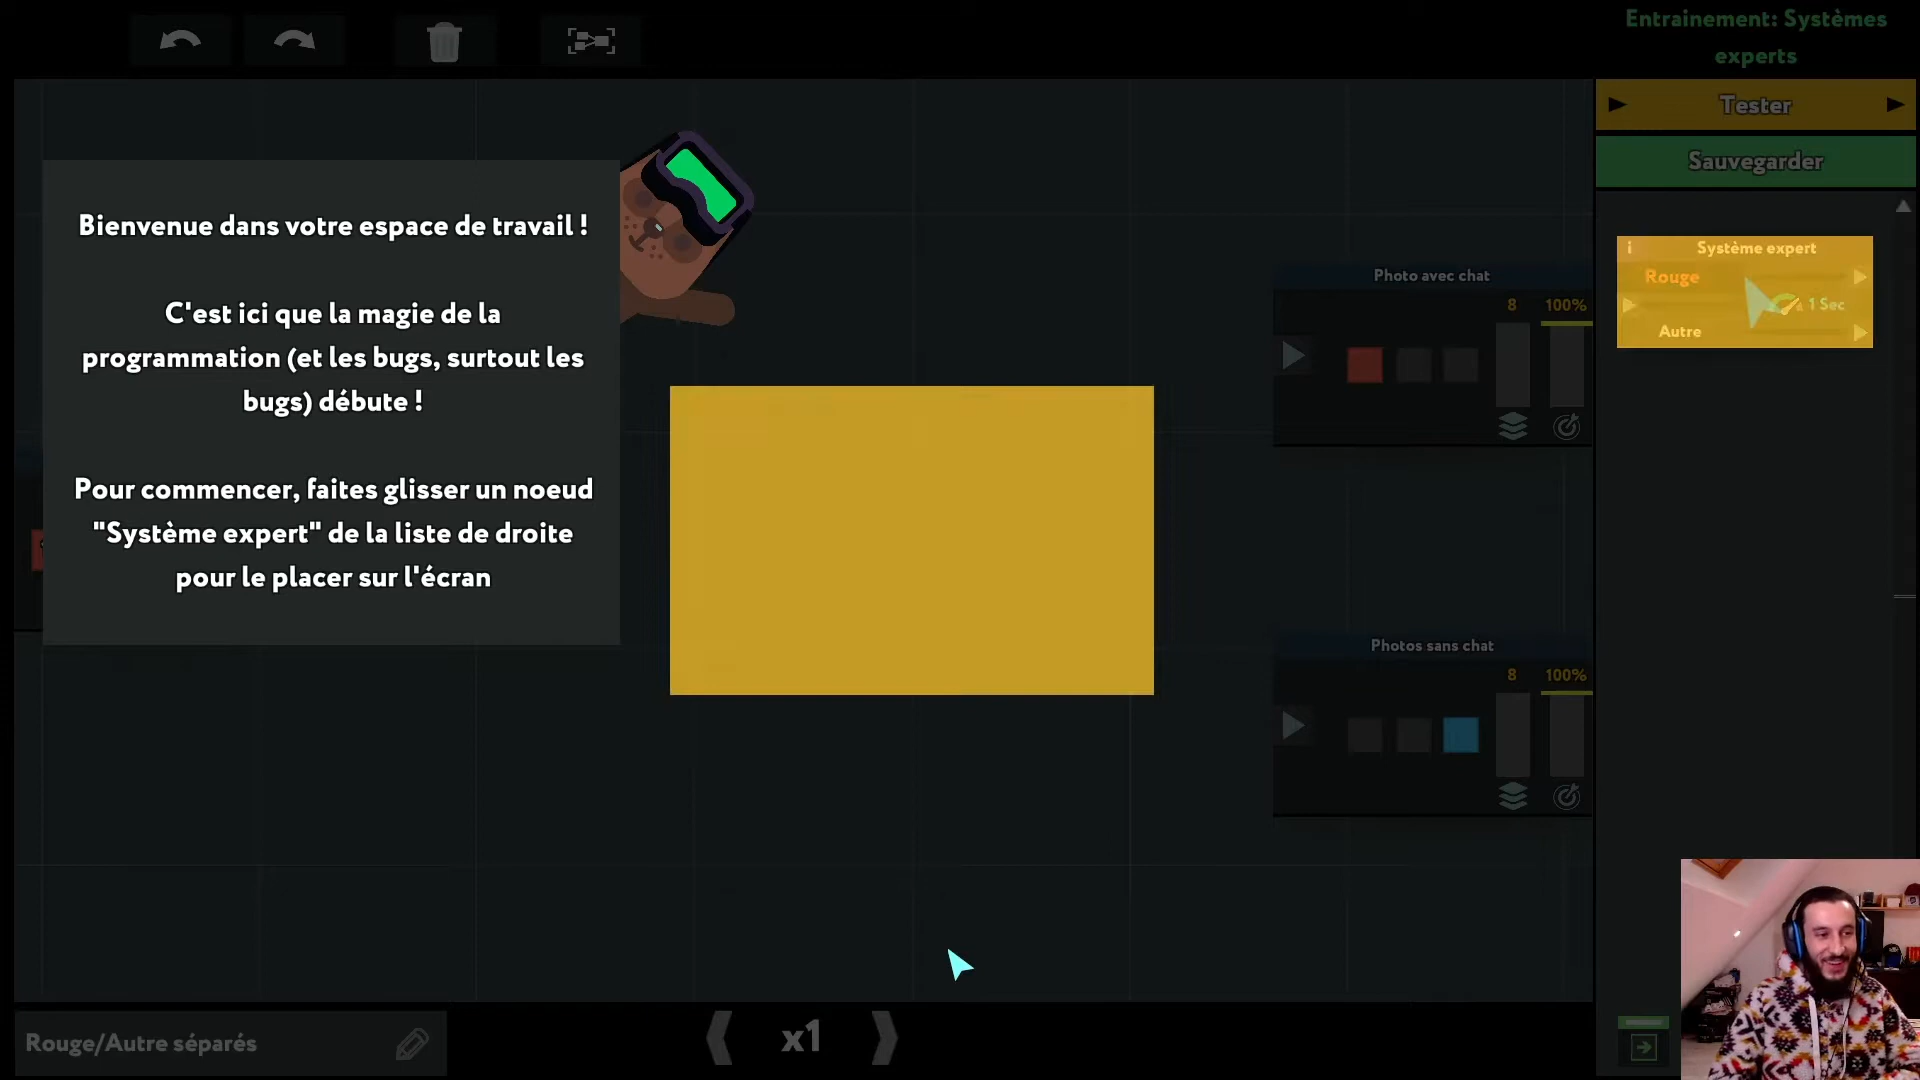 Entrainement: Systèmes
experts
Tester
Sauvegarder
Bienvenue dans votre espace de travail !
C'est ici que la magie de la
programmation (et les bugs, surtout les
bugs) débute !
Pour commencer, faites glisser un noeud
"Système expert" de la liste de droite
pour le placer sur l'écran
Photo avec chat
8 100%
i Système expert
Rouge
1 Sec
Autre
Photos sans chat
8 100%
Rouge/Autre séparés
x1